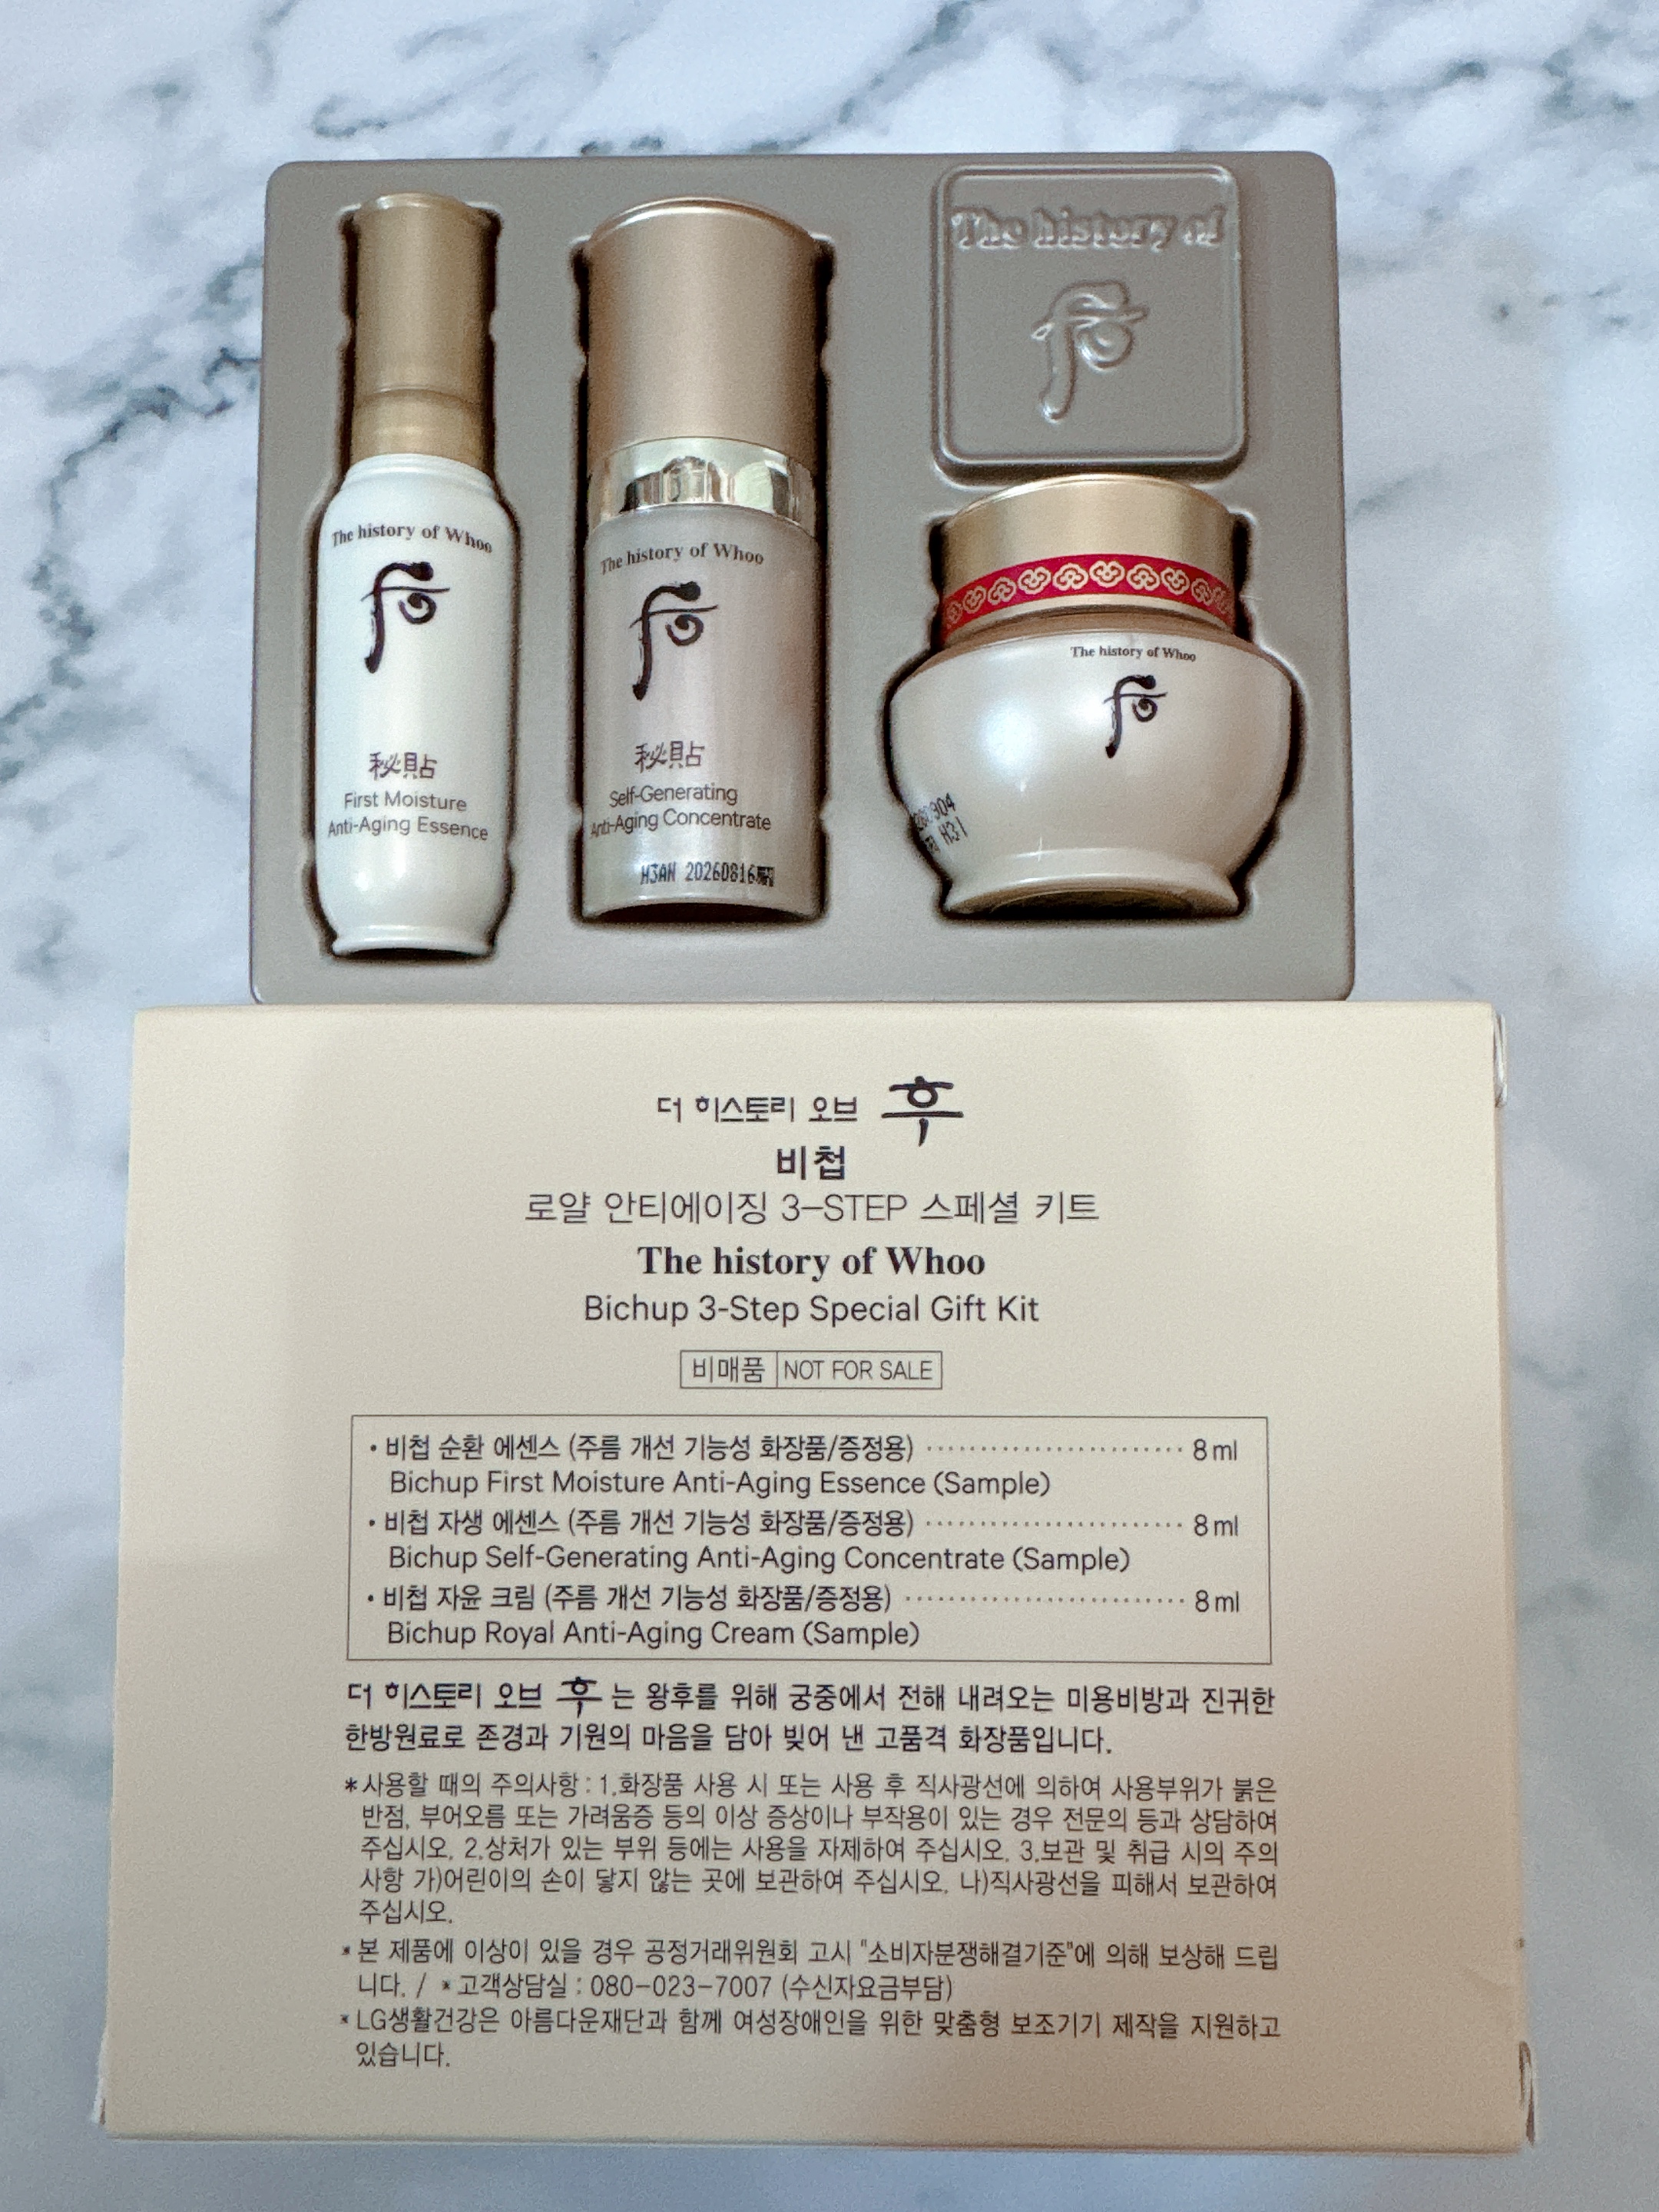 The history of
후
The history of Whoo
후
秘貼
First Moisture
Anti-Aging Essence
The history of Whoo
후
秘貼
Self-Generating
Anti-Aging Concentrate
H3AN 20260816
The history of Whoo
후
H31
더 히스토리 오브 후
비첩
로얄 안티에이징 3-STEP 스페셜 키트
The history of Whoo
Bichup 3-Step Special Gift Kit
비매품 NOT FOR SALE
• 비첩 순환 에센스 (주름 개선 기능성 화장품/증정용) ························ 8 ml
Bichup First Moisture Anti-Aging Essence (Sample)
• 비첩 자생 에센스 (주름 개선 기능성 화장품/증정용) ························ 8 ml
Bichup Self-Generating Anti-Aging Concentrate (Sample)
• 비첩 자윤 크림 (주름 개선 기능성 화장품/증정용) ·························· 8 ml
Bichup Royal Anti-Aging Cream (Sample)
더 히스토리 오브 후 는 왕후를 위해 궁중에서 전해 내려오는 미용비방과 진귀한
한방원료로 존경과 기원의 마음을 담아 빚어 낸 고품격 화장품입니다.
*사용할 때의 주의사항 : 1.화장품 사용 시 또는 사용 후 직사광선에 의하여 사용부위가 붉은
반점, 부어오름 또는 가려움증 등의 이상 증상이나 부작용이 있는 경우 전문의 등과 상담하여
주십시오. 2.상처가 있는 부위 등에는 사용을 자제하여 주십시오. 3.보관 및 취급 시의 주의
사항 가)어린이의 손이 닿지 않는 곳에 보관하여 주십시오. 나)직사광선을 피해서 보관하여
주십시오.
*본 제품에 이상이 있을 경우 공정거래위원회 고시 "소비자분쟁해결기준"에 의해 보상해 드립
니다. / *고객상담실 : 080-023-7007 (수신자요금부담)
*LG생활건강은 아름다운재단과 함께 여성장애인을 위한 맞춤형 보조기기 제작을 지원하고
있습니다.